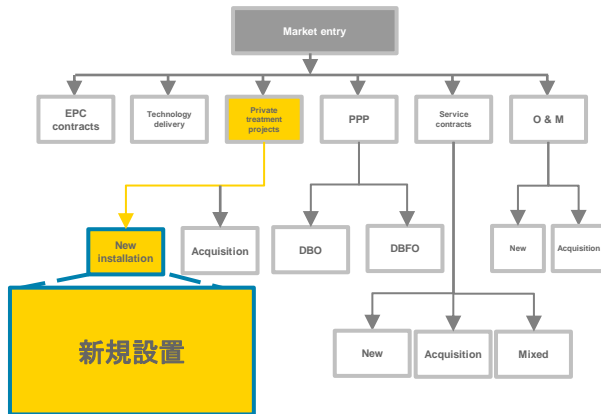 Market entry
EPC
contracts
Technology
delivery
Private
treatment
projects
PPP
Service
contracts
O & M
New
installation
Acquisition
DBO
DBFO
New
Acquisition
新規設置
New
Acquisition
Mixed